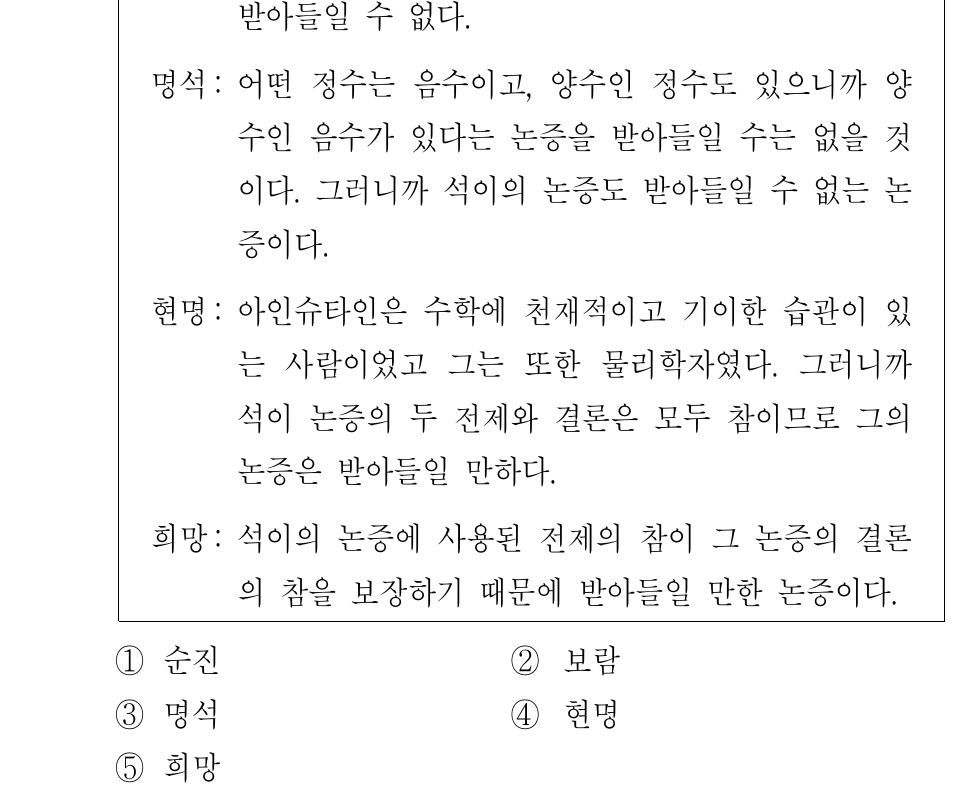 받아들일 수 없다.
명석 : 어떤 정수는 음수이고, 양수인 정수도 있으니까 양
수인 음수가 있다는 논증을 받아들일 수는 없을 것
이다. 그러니까 석이의 논증도 받아들일 수 없는 논
증이다.
현명 : 아인슈타인은 수학에 천재적이고 기이한 습관이 있
는 사람이었고 그는 또한 물리학자였다. 그러니까
석이 논증의 두 전제와 결론은 모두 참이므로 그의
논증은 받아들일 만하다.
희망 : 석이의 논증에 사용된 전제의 참이 그 논증의 결론
의 참을 보장하기 때문에 받아들일 만한 논증이다.
① 순진 ② 보람
③ 명석 ④ 현명
⑤ 희망